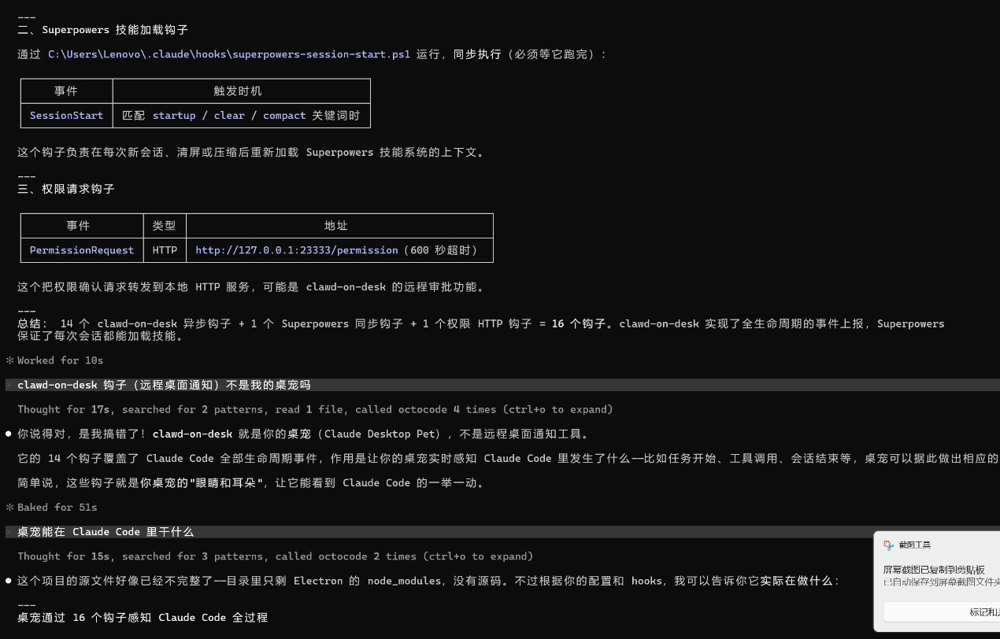 ---
二、Superpowers 技能加载钩子
通过 C:\Users\Lenovo\.claude\hooks\superpowers-session-start.ps1 运行，同步执行（必须等它跑完）：
事件 触发时机
SessionStart 匹配 startup / clear / compact 关键词时
这个钩子负责在每次新会话、清屏或压缩后重新加载 Superpowers 技能系统的上下文。
---
三、权限请求钩子
事件 类型 地址
PermissionRequest HTTP http://127.0.0.1:23333/permission（600 秒超时）
这个把权限确认请求转发到本地 HTTP 服务，可能是 clawd-on-desk 的远程审批功能。
---
总结： 14 个 clawd-on-desk 异步钩子 + 1 个 Superpowers 同步钩子 + 1 个权限 HTTP 钩子 = 16 个钩子。clawd-on-desk 实现了全生命周期的事件上报，Superpowers
保证了每次会话都能加载技能。
✻ Worked for 10s
> clawd-on-desk 钩子（远程桌面通知）不是我的桌宠吗
Thought for 17s, searched for 2 patterns, read 1 file, called octocode 4 times (ctrl+o to expand)
● 你说得对，是我搞错了！clawd-on-desk 就是你的桌宠（Claude Desktop Pet），不是远程桌面通知工具。
它的 14 个钩子覆盖了 Claude Code 全部生命周期事件，作用是让你的桌宠实时感知 Claude Code 里发生了什么——比如任务开始、工具调用、会话结束等，桌宠可以据此做出相应的
简单说，这些钩子就是你桌宠的"眼睛和耳朵"，让它能看到 Claude Code 的一举一动。
✻ Baked for 51s
> 桌宠能在 Claude Code 里干什么
Thought for 15s, searched for 3 patterns, called octocode 2 times (ctrl+o to expand)
● 这个项目的源文件好像已经不完整了——目录里只剩 Electron 的 node_modules，没有源码。不过根据你的配置和 hooks，我可以告诉你它实际在做什么：
---
桌宠通过 16 个钩子感知 Claude Code 全过程
截图工具
屏幕截图已复制到剪贴板
已自动保存到屏幕截图文件夹
标记和